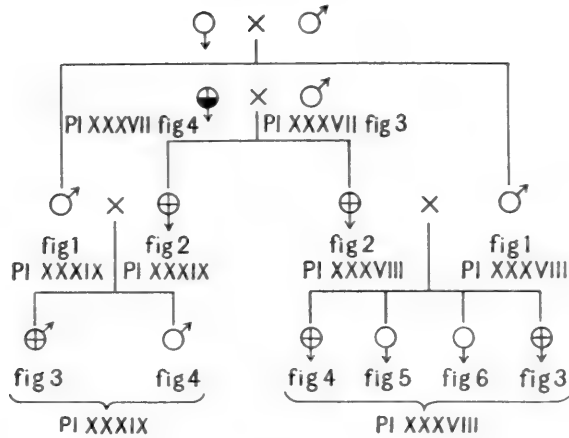 Pl XXXVII fig 4 Pl XXXVII fig 3
fig 1 fig 2 fig 2 fig 1
Pl XXXIX Pl XXXIX Pl XXXVIII Pl XXXVIII
fig 3 fig 4 fig 4 fig 5 fig 6 fig 3
Pl XXXIX Pl XXXVIII